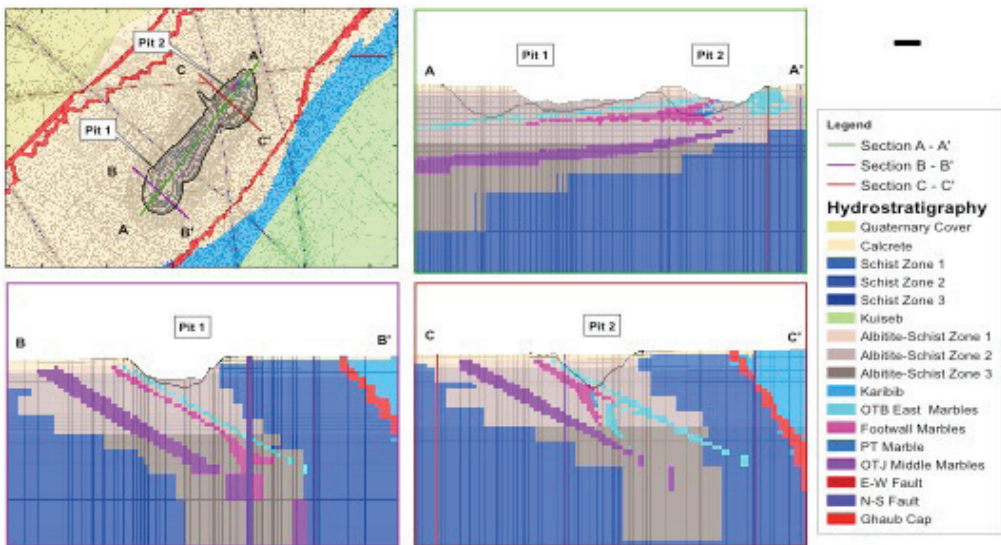 Pit 2
A'
C
Pit 1
C'
B
A
B'
Pit 1
Pit 2
A
A'
Legend
Section A - A'
Section B - B'
Section C - C'
Hydrostratigraphy
Quaternary Cover
Calcrete
Schist Zone 1
Schist Zone 2
Schist Zone 3
Kuiseb
Albitite-Schist Zone 1
Albitite-Schist Zone 2
Albitite-Schist Zone 3
Karibib
OTB East Marbles
Footwall Marbles
PT Marble
OTJ Middle Marbles
E-W Fault
N-S Fault
Ghaub Cap
B
Pit 1
B'
C
Pit 2
C'